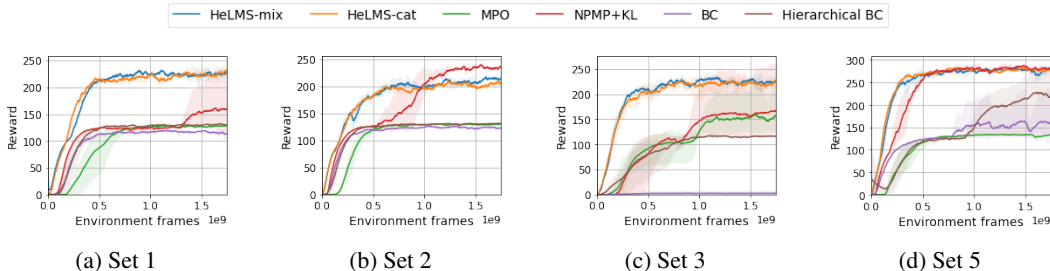 HeLMS-mix HeLMS-cat MPO NPMP+KL BC Hierarchical BC
Reward
250
200
150
100
50
0
0.0 0.5 1.0 1.5
Environment frames 1e9
(a) Set 1
250
200
150
100
50
0
0.0 0.5 1.0 1.5
Environment frames 1e9
(b) Set 2
Reward
250
200
150
100
50
0
0.0 0.5 1.0 1.5
Environment frames 1e9
(c) Set 3
Reward
300
250
200
150
100
50
0
0.0 0.5 1.0 1.5
Environment frames 1e9
(d) Set 5